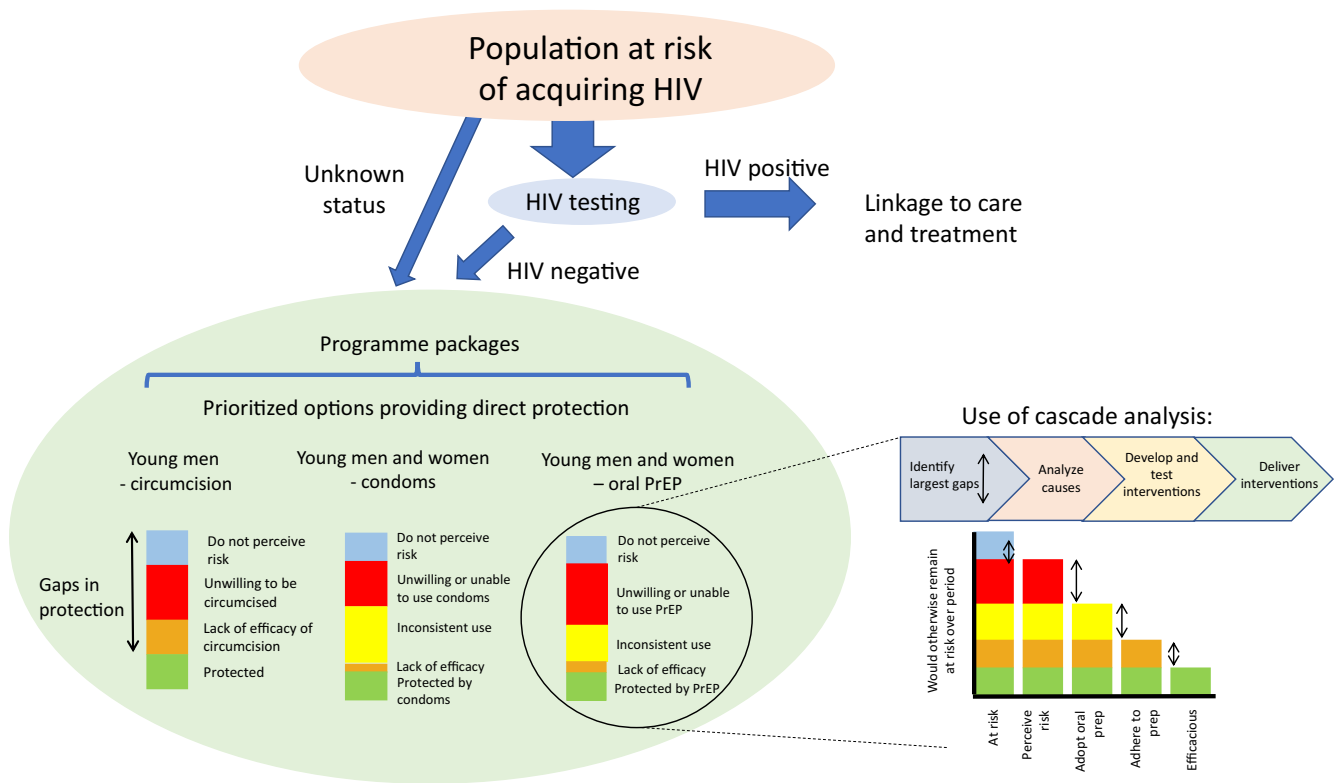 Population at risk
of acquiring HIV
Unknown
status
HIV testing
HIV positive
Linkage to care
and treatment
HIV negative
Programme packages
Prioritized options providing direct protection
Young men
- circumcision
Young men and women
- condoms
Young men and women
– oral PrEP
Gaps in
protection
Do not perceive
risk
Unwilling to be
circumcised
Lack of efficacy of
circumcision
Protected
Do not perceive
risk
Unwilling or unable
to use condoms
Inconsistent use
Lack of efficacy
Protected by
condoms
Do not perceive
risk
Unwilling or unable
to use PrEP
Inconsistent use
Lack of efficacy
Protected by PrEP
Use of cascade analysis:
Identify
largest gaps
Analyze
causes
Develop and
test
interventions
Deliver
interventions
Would otherwise remain
at risk over period
At risk
Perceive
risk
Adopt oral
prep
Adhere to
prep
Efficacious